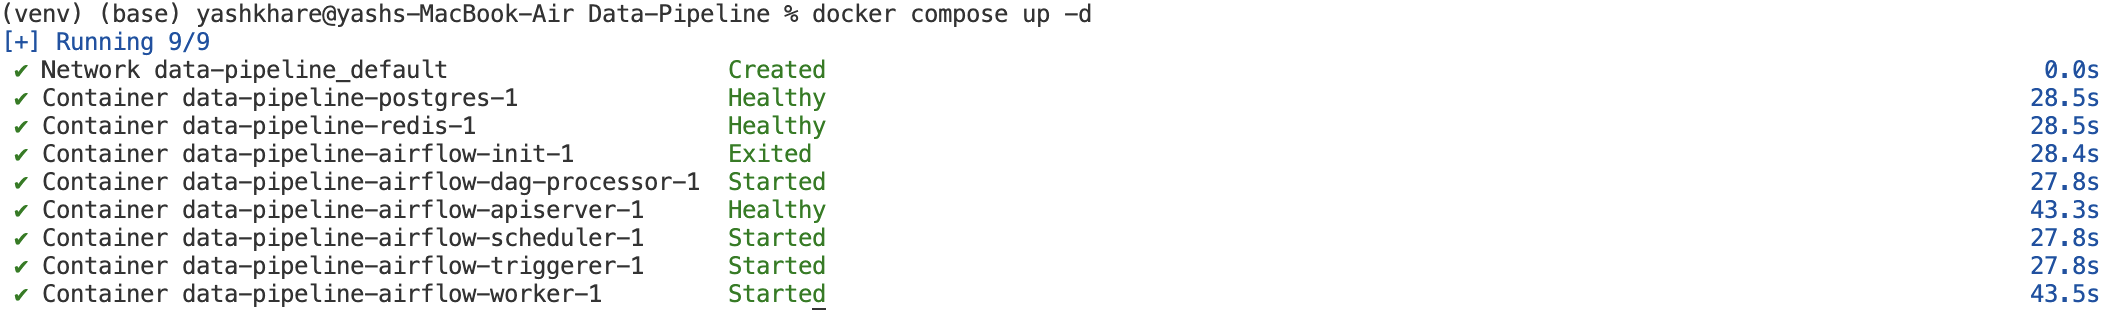 (venv) (base) yashkhare@yashs-MacBook-Air Data-Pipeline % docker compose up -d
[+] Running 9/9
✔ Network data-pipeline_default Created 0.0s
✔ Container data-pipeline-postgres-1 Healthy 28.5s
✔ Container data-pipeline-redis-1 Healthy 28.5s
✔ Container data-pipeline-airflow-init-1 Exited 28.4s
✔ Container data-pipeline-airflow-dag-processor-1 Started 27.8s
✔ Container data-pipeline-airflow-apiserver-1 Healthy 43.3s
✔ Container data-pipeline-airflow-scheduler-1 Started 27.8s
✔ Container data-pipeline-airflow-triggerer-1 Started 27.8s
✔ Container data-pipeline-airflow-worker-1 Started 43.5s